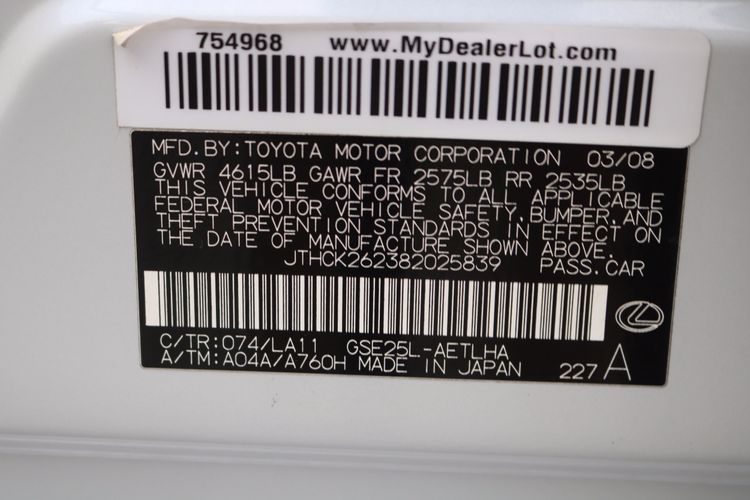 754968 www.MyDealerLot.com
MFD. BY: TOYOTA MOTOR CORPORATION 03/08
GVWR 4615LB GAWR FR 2575LB RR 2535LB
THIS VEHICLE CONFORMS TO ALL APPLICABLE
FEDERAL MOTOR VEHICLE SAFETY, BUMPER, AND
THEFT PREVENTION STANDARDS IN EFFECT ON
THE DATE OF MANUFACTURE SHOWN ABOVE.
JTHCK262382025839 PASS. CAR
C/TR: 074/LA11 GSE25L-AETLHA
A/TM: A04A/A760H MADE IN JAPAN 227 A